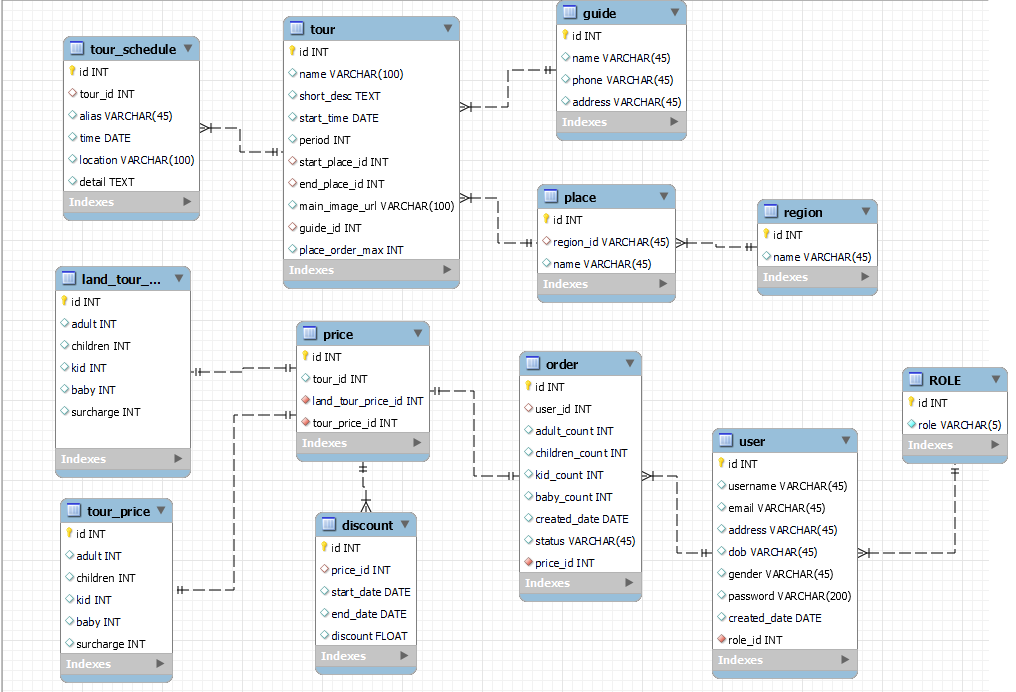 tour_schedule
id INT
tour_id INT
alias VARCHAR(45)
time DATE
location VARCHAR(100)
detail TEXT
Indexes
tour
id INT
name VARCHAR(100)
short_desc TEXT
start_time DATE
period INT
start_place_id INT
end_place_id INT
main_image_url VARCHAR(100)
guide_id INT
place_order_max INT
Indexes
guide
id INT
name VARCHAR(45)
phone VARCHAR(45)
address VARCHAR(45)
Indexes
place
id INT
region_id VARCHAR(45)
name VARCHAR(45)
Indexes
region
id INT
name VARCHAR(45)
Indexes
land_tour_...
id INT
adult INT
children INT
kid INT
baby INT
surcharge INT
Indexes
price
id INT
tour_id INT
land_tour_price_id INT
tour_price_id INT
Indexes
order
id INT
user_id INT
adult_count INT
children_count INT
kid_count INT
baby_count INT
created_date DATE
status VARCHAR(45)
price_id INT
Indexes
ROLE
id INT
role VARCHAR(5)
Indexes
user
id INT
username VARCHAR(45)
email VARCHAR(45)
address VARCHAR(45)
dob VARCHAR(45)
gender VARCHAR(45)
password VARCHAR(200)
created_date DATE
role_id INT
Indexes
tour_price
id INT
adult INT
children INT
kid INT
baby INT
surcharge INT
Indexes
discount
id INT
price_id INT
start_date DATE
end_date DATE
discount FLOAT
Indexes